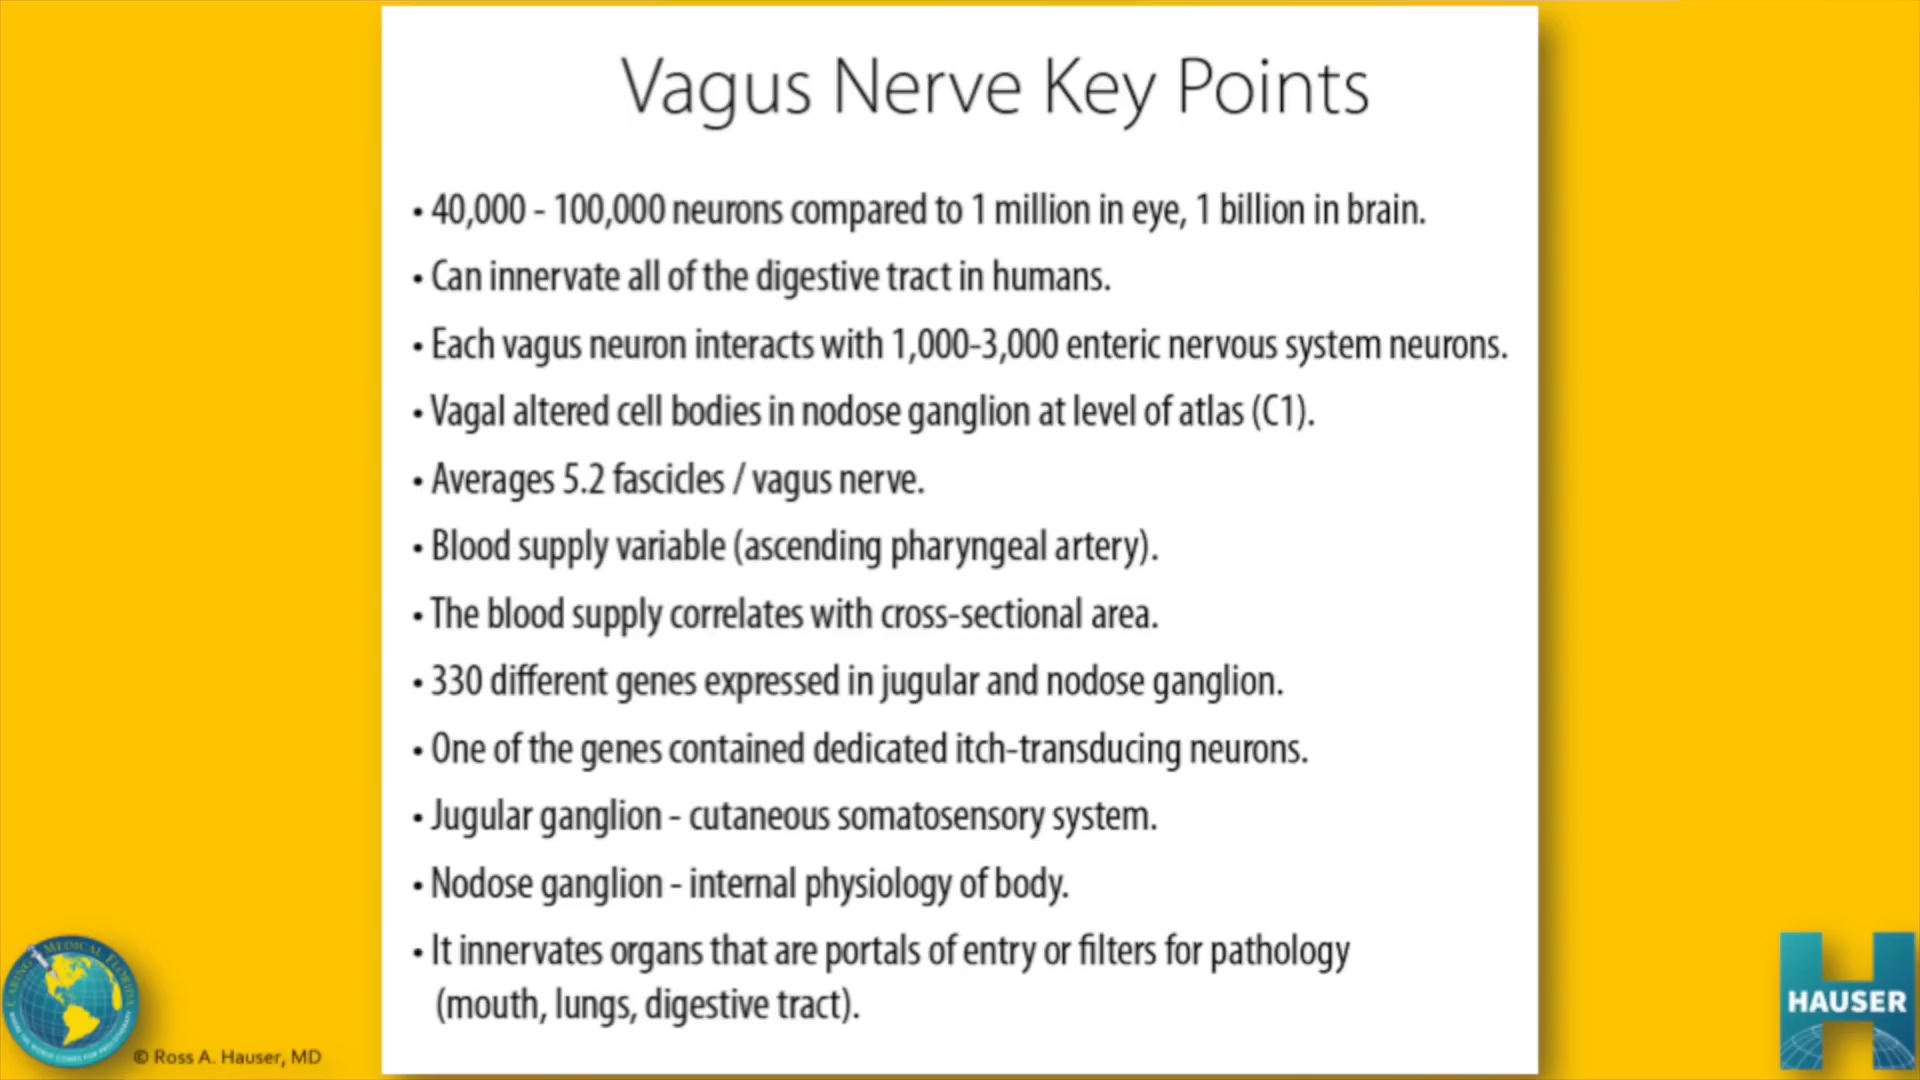 Vagus Nerve Key Points
• 40,000 - 100,000 neurons compared to 1 million in eye, 1 billion in brain.
• Can innervate all of the digestive tract in humans.
• Each vagus neuron interacts with 1,000-3,000 enteric nervous system neurons.
• Vagal altered cell bodies in nodose ganglion at level of atlas (C1).
• Averages 5.2 fascicles / vagus nerve.
• Blood supply variable (ascending pharyngeal artery).
• The blood supply correlates with cross-sectional area.
• 330 different genes expressed in jugular and nodose ganglion.
• One of the genes contained dedicated itch-transducing neurons.
• Jugular ganglion - cutaneous somatosensory system.
• Nodose ganglion - internal physiology of body.
• It innervates organs that are portals of entry or filters for pathology
(mouth, lungs, digestive tract).
CARING MEDICAL FLORIDA
© Ross A. Hauser, MD
HAUSER